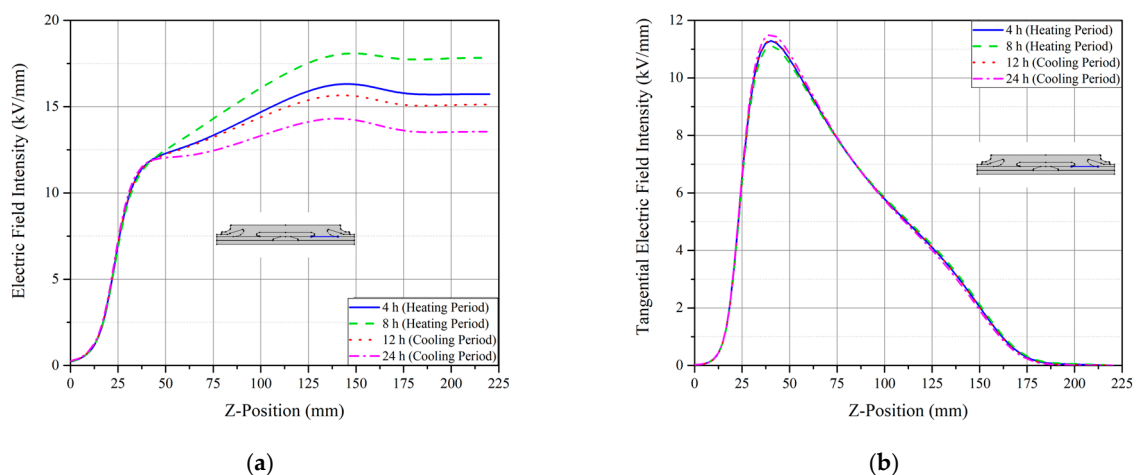 20
15
10
5
0
Electric Field Intensity (kV/mm)
4 h (Heating Period)
8 h (Heating Period)
12 h (Cooling Period)
24 h (Cooling Period)
0 25 50 75 100 125 150 175 200 225
Z-Position (mm)
(a)
12
10
8
6
4
2
0
Tangential Electric Field Intensity (kV/mm)
4 h (Heating Period)
8 h (Heating Period)
12 h (Cooling Period)
24 h (Cooling Period)
0 25 50 75 100 125 150 175 200 225
Z-Position (mm)
(b)